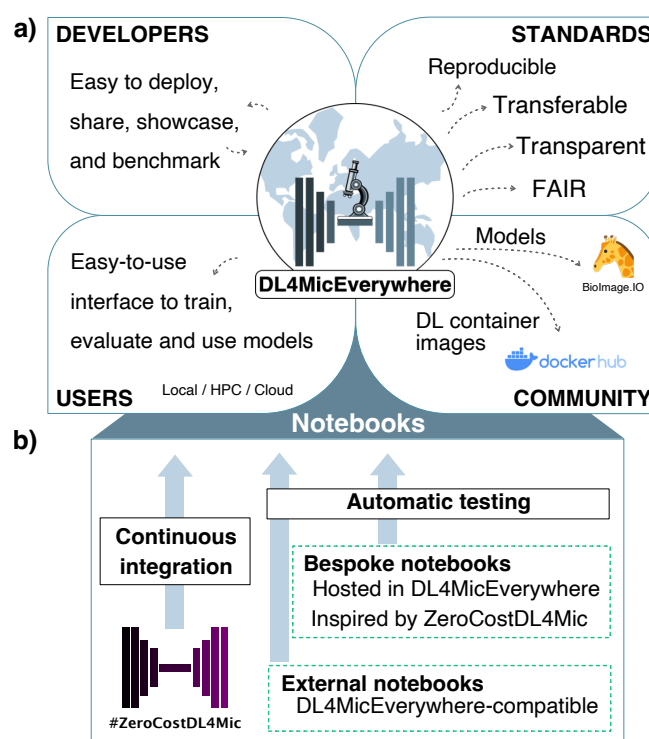 a)
DEVELOPERS
Easy to deploy,
share, showcase,
and benchmark
STANDARDS
Reproducible
Transferable
Transparent
FAIR
DL4MicEverywhere
Easy-to-use
interface to train,
evaluate and use models
USERS
Local / HPC / Cloud
Models
BioImage.IO
DL container
images
dockerhub
COMMUNITY
b)
Notebooks
Continuous
integration
Automatic testing
Bespoke notebooks
Hosted in DL4MicEverywhere
Inspired by ZeroCostDL4Mic
External notebooks
DL4MicEverywhere-compatible
#ZeroCostDL4Mic